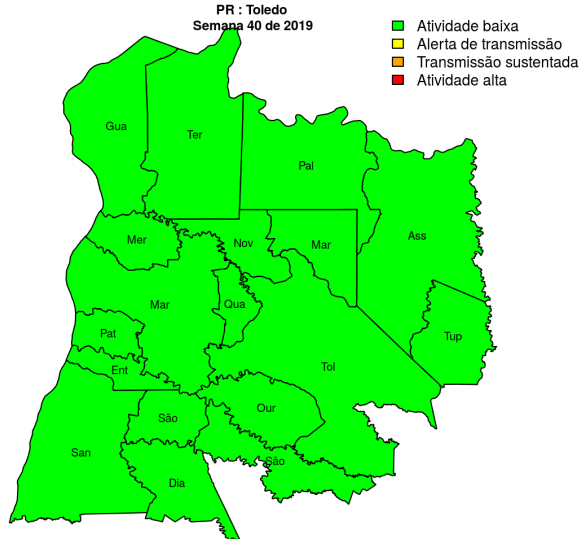 PR : Toledo
Semana 40 de 2019
Atividade baixa
Alerta de transmissão
Transmissão sustentada
Atividade alta
Gua
Ter
Pal
Mer
Nov
Mar
Ass
Mar
Qua
Pat
Tup
Ent
Tol
São
Our
San
São
Dia